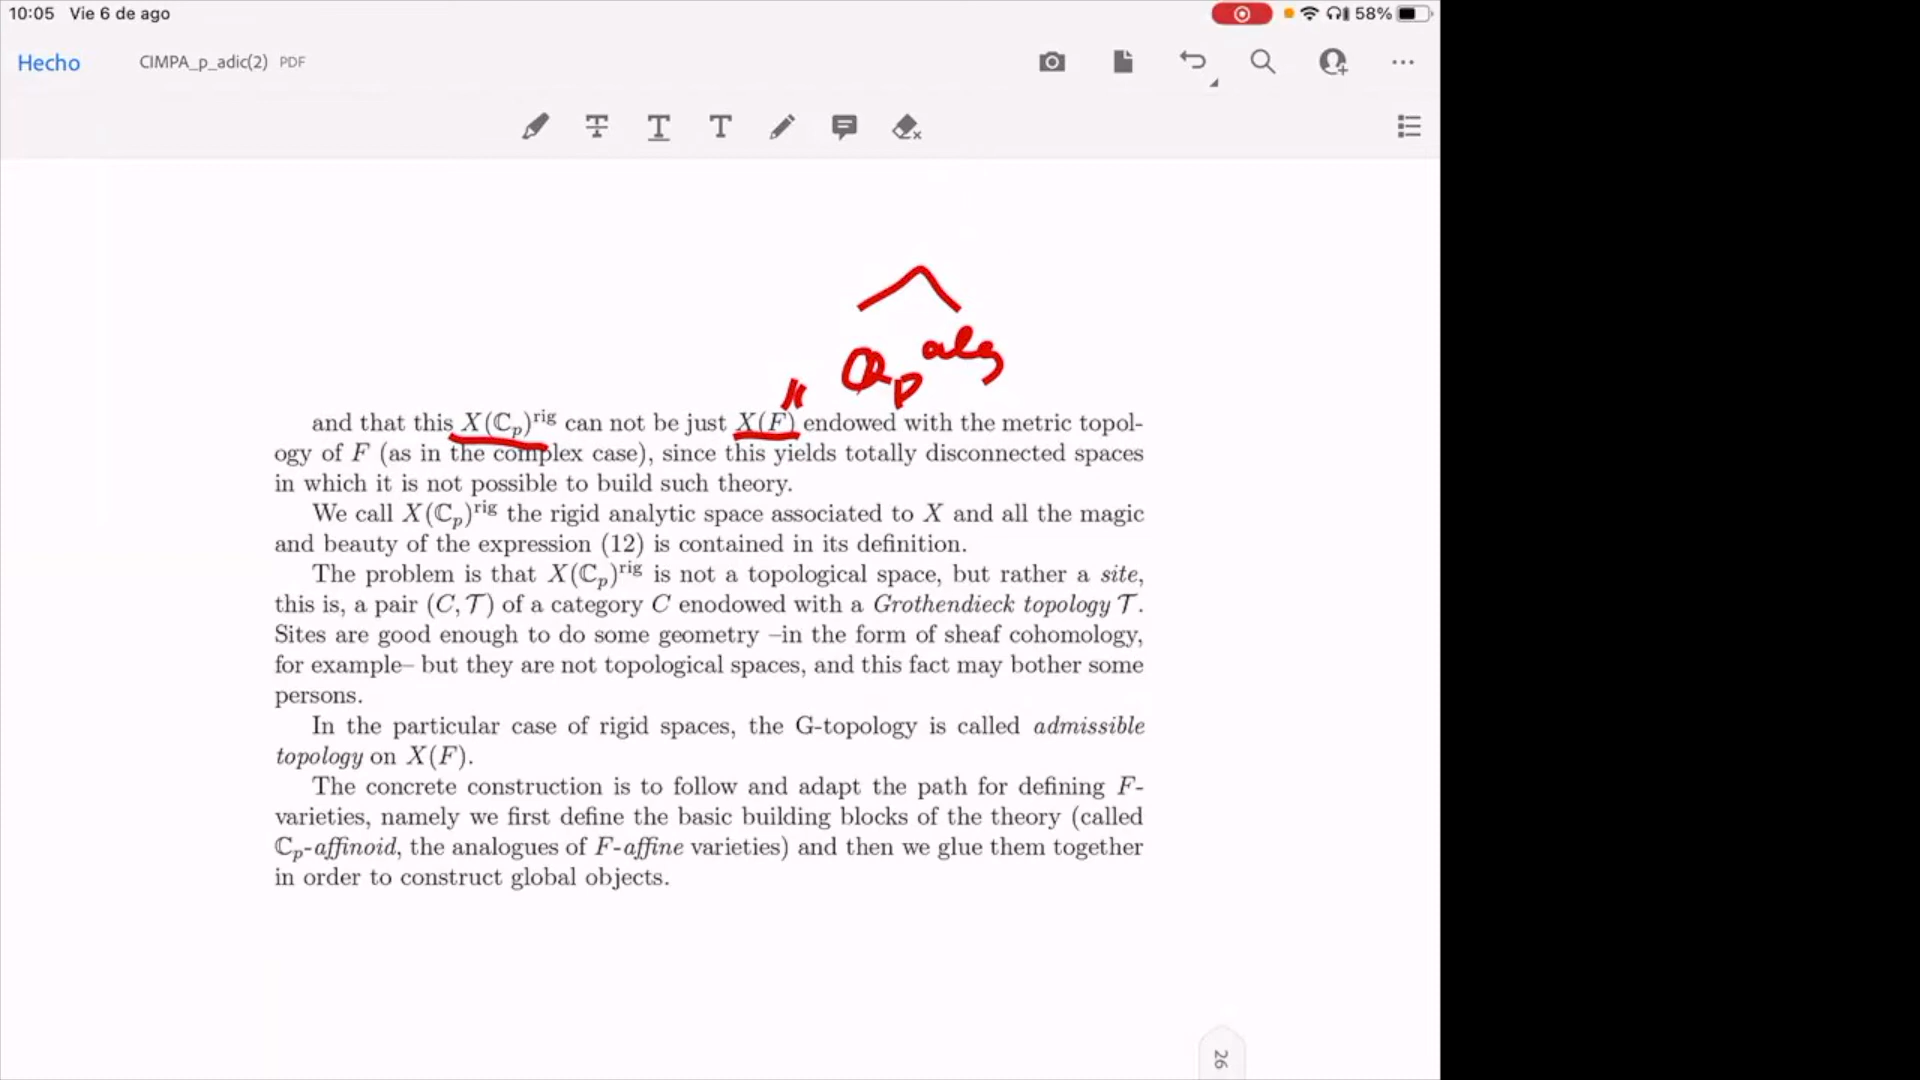 10:05 Vie 6 de ago 58%
Hecho CIMPA_p_adic(2) PDF
T T T
^
ℚ_p^alg
||
and that this X(ℂ_p)^rig can not be just X(F) endowed with the metric topol-
ogy of F (as in the complex case), since this yields totally disconnected spaces
in which it is not possible to build such theory.
We call X(ℂ_p)^rig the rigid analytic space associated to X and all the magic
and beauty of the expression (12) is contained in its definition.
The problem is that X(ℂ_p)^rig is not a topological space, but rather a site,
this is, a pair (C, 𝒯) of a category C enodowed with a Grothendieck topology 𝒯.
Sites are good enough to do some geometry –in the form of sheaf cohomology,
for example– but they are not topological spaces, and this fact may bother some
persons.
In the particular case of rigid spaces, the G-topology is called admissible
topology on X(F).
The concrete construction is to follow and adapt the path for defining F-
varieties, namely we first define the basic building blocks of the theory (called
ℂ_p-affinoid, the analogues of F-affine varieties) and then we glue them together
in order to construct global objects.
26